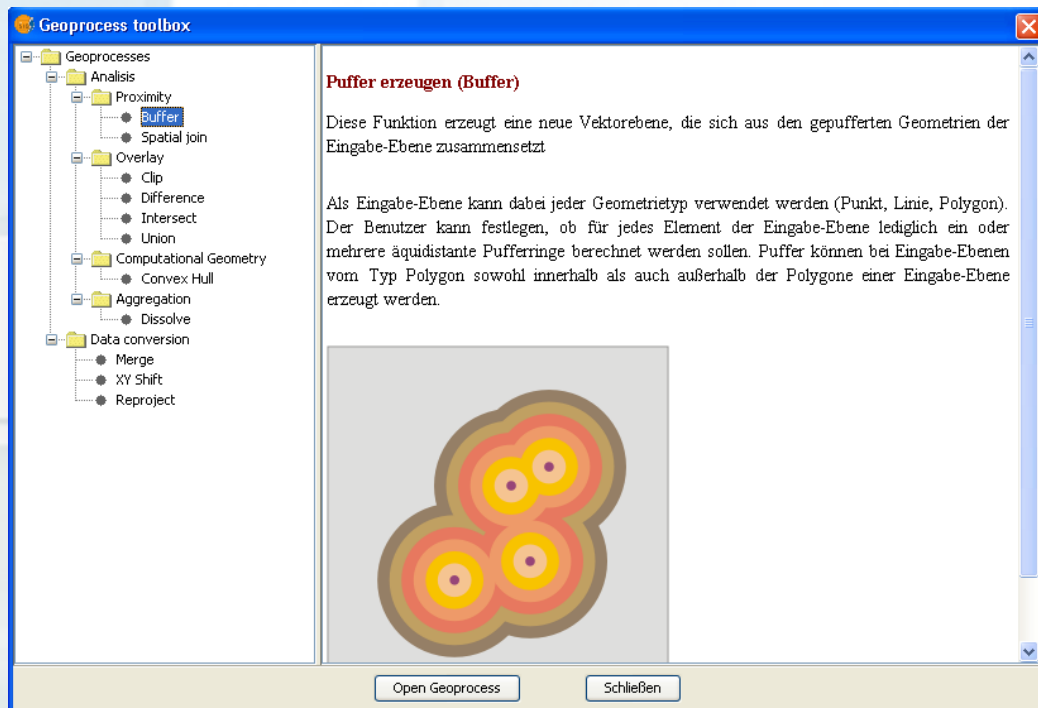 Geoprocess toolbox
Geoprocesses
Analisis
Proximity
Buffer
Spatial join
Overlay
Clip
Difference
Intersect
Union
Computational Geometry
Convex Hull
Aggregation
Dissolve
Data conversion
Merge
XY Shift
Reproject
Puffer erzeugen (Buffer)
Diese Funktion erzeugt eine neue Vektorebene, die sich aus den gepufferten Geometrien der
Eingabe-Ebene zusammensetzt
Als Eingabe-Ebene kann dabei jeder Geometrietyp verwendet werden (Punkt, Linie, Polygon).
Der Benutzer kann festlegen, ob für jedes Element der Eingabe-Ebene lediglich ein oder
mehrere äquidistante Pufferringe berechnet werden sollen. Puffer können bei Eingabe-Ebenen
vom Typ Polygon sowohl innerhalb als auch außerhalb der Polygone einer Eingabe-Ebene
erzeugt werden.
Open Geoprocess
Schließen